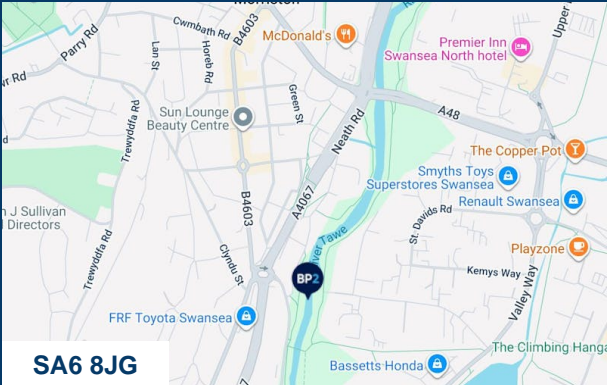 Morriston
Cwmbath Rd
B4603
McDonald's
Parry Rd
Lan St
Horeb Rd
Premier Inn
Swansea North hotel
Upper
wr Rd
Green St
A48
Trewyddfa Rd
Sun Lounge
Beauty Centre
Neath Rd
The Copper Pot
Smyths Toys
Superstores Swansea
Renault Swansea
B4603
A4067
n J Sullivan
l Directors
St. Davids Rd
River Tawe
Playzone
Trewyddfa Rd
Clyndu St
BP2
Kemys Way
Valley Way
FRF Toyota Swansea
The Climbing Hanga
SA6 8JG
Bassetts Honda